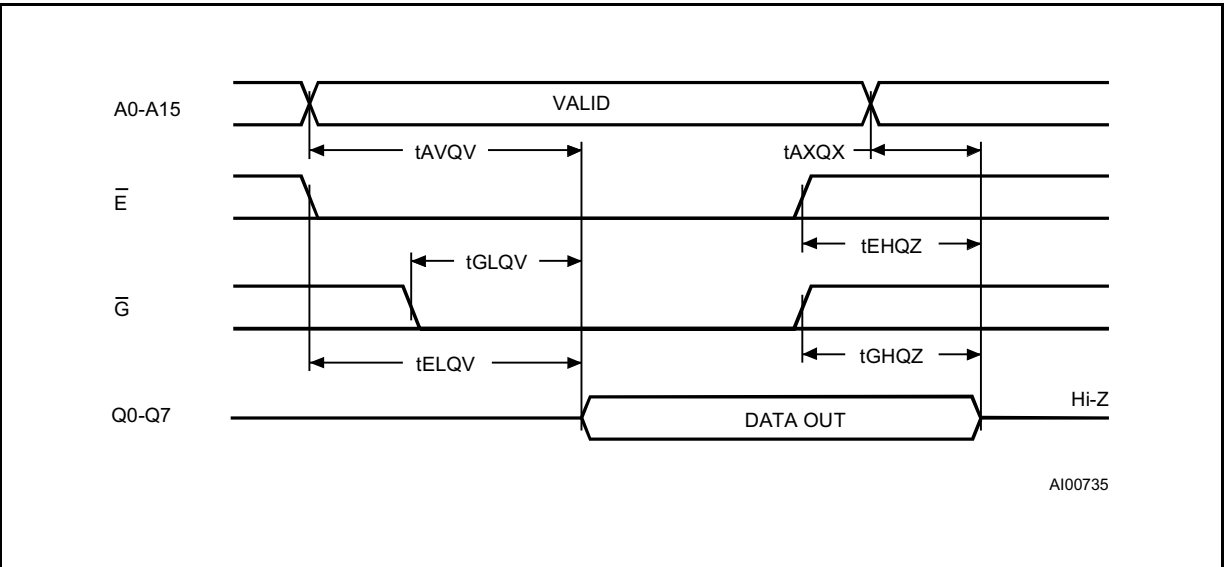 A0-A15
VALID
tAVQV
tAXQX
E̅
tEHQZ
tGLQV
G̅
tELQV
tGHQZ
Hi-Z
Q0-Q7
DATA OUT
AI00735